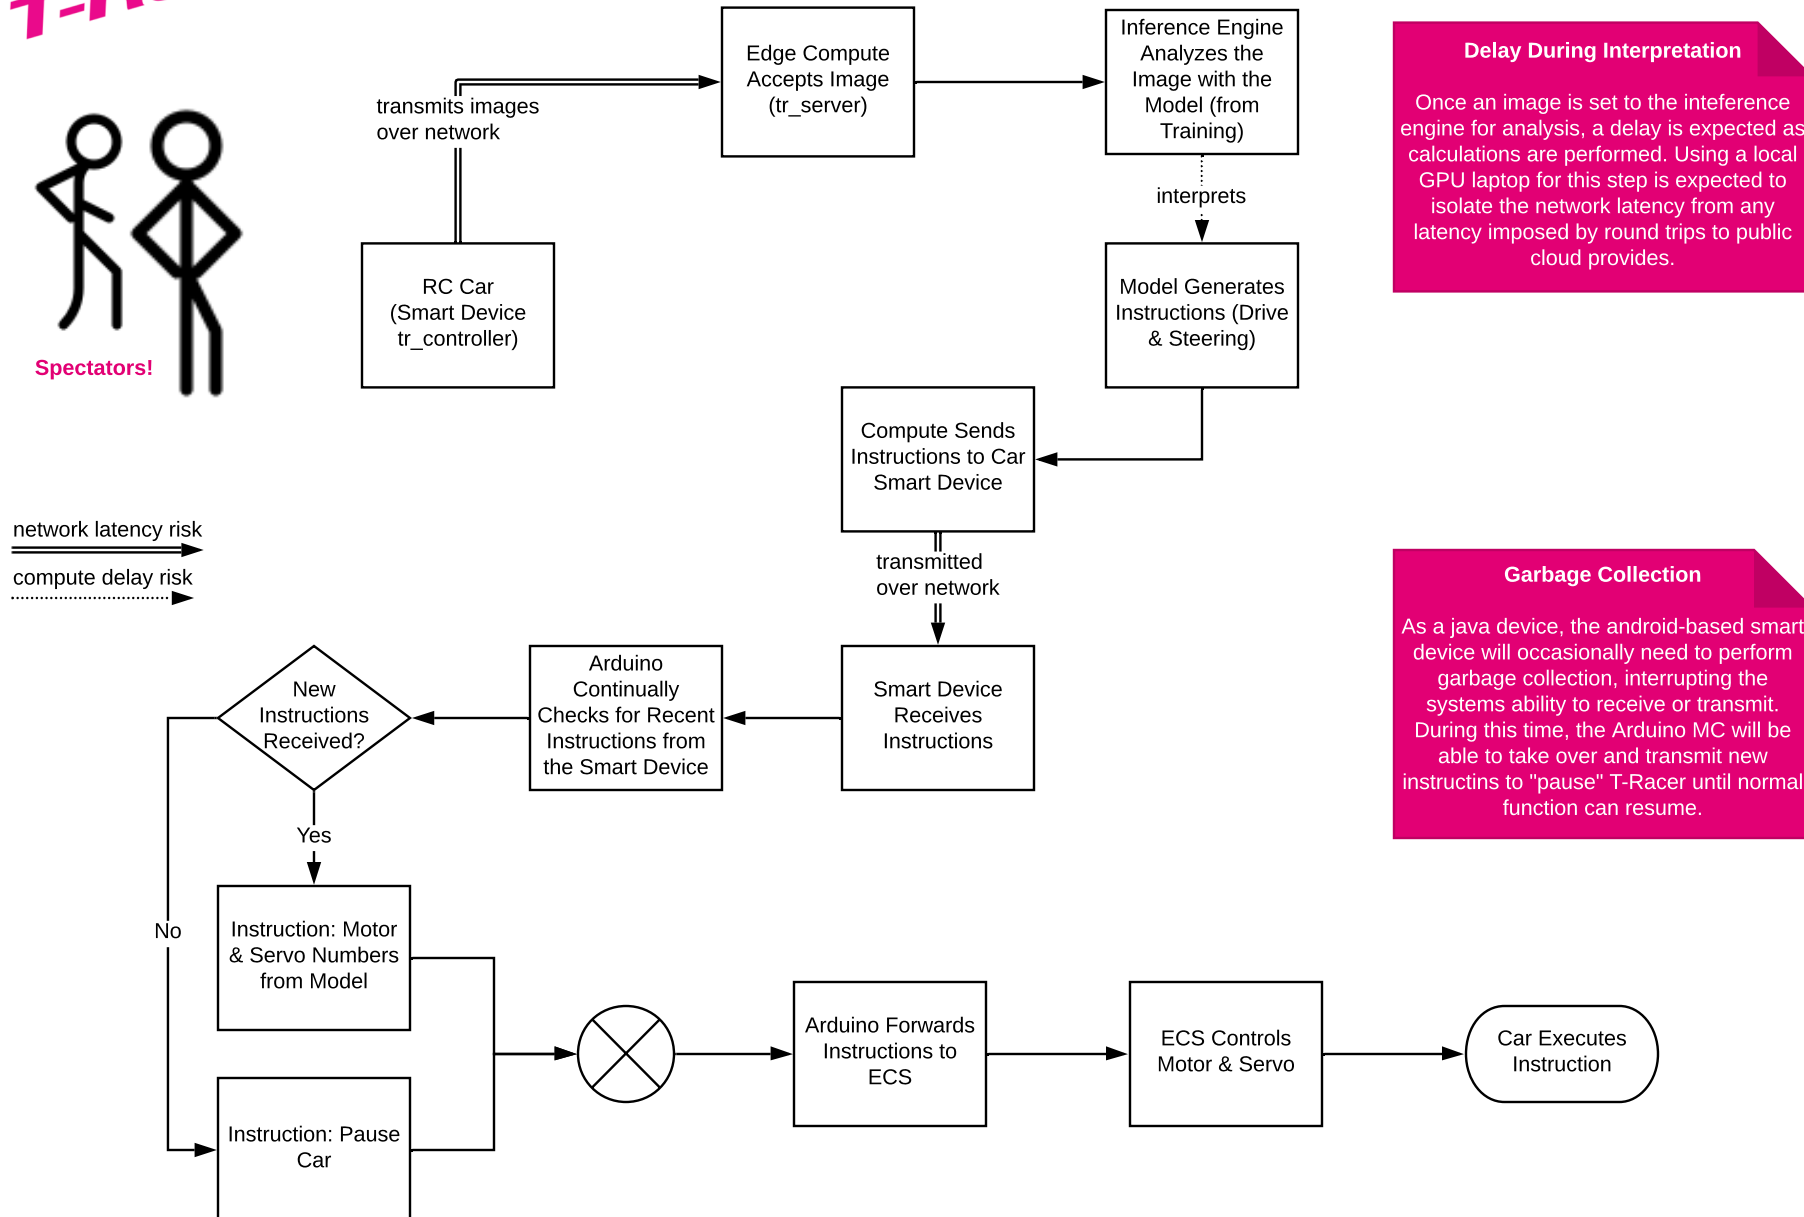 Edge Compute
Accepts Image
(tr_server)
Inference Engine
Analyzes the
Image with the
Model (from
Training)
Delay During Interpretation
Once an image is set to the inteference
engine for analysis, a delay is expected as
calculations are performed. Using a local
GPU laptop for this step is expected to
isolate the network latency from any
latency imposed by round trips to public
cloud provides.
transmits images
over network
interprets
RC Car
(Smart Device
tr_controller)
Model Generates
Instructions (Drive
& Steering)
Spectators!
Compute Sends
Instructions to Car
Smart Device
network latency risk
compute delay risk
transmitted
over network
Garbage Collection
As a java device, the android-based smart
device will occasionally need to perform
garbage collection, interrupting the
systems ability to receive or transmit.
During this time, the Arduino MC will be
able to take over and transmit new
instructins to "pause" T-Racer until normal
function can resume.
New
Instructions
Received?
Arduino
Continually
Checks for Recent
Instructions from
the Smart Device
Smart Device
Receives
Instructions
Yes
No
Instruction: Motor
& Servo Numbers
from Model
Arduino Forwards
Instructions to
ECS
ECS Controls
Motor & Servo
Car Executes
Instruction
Instruction: Pause
Car